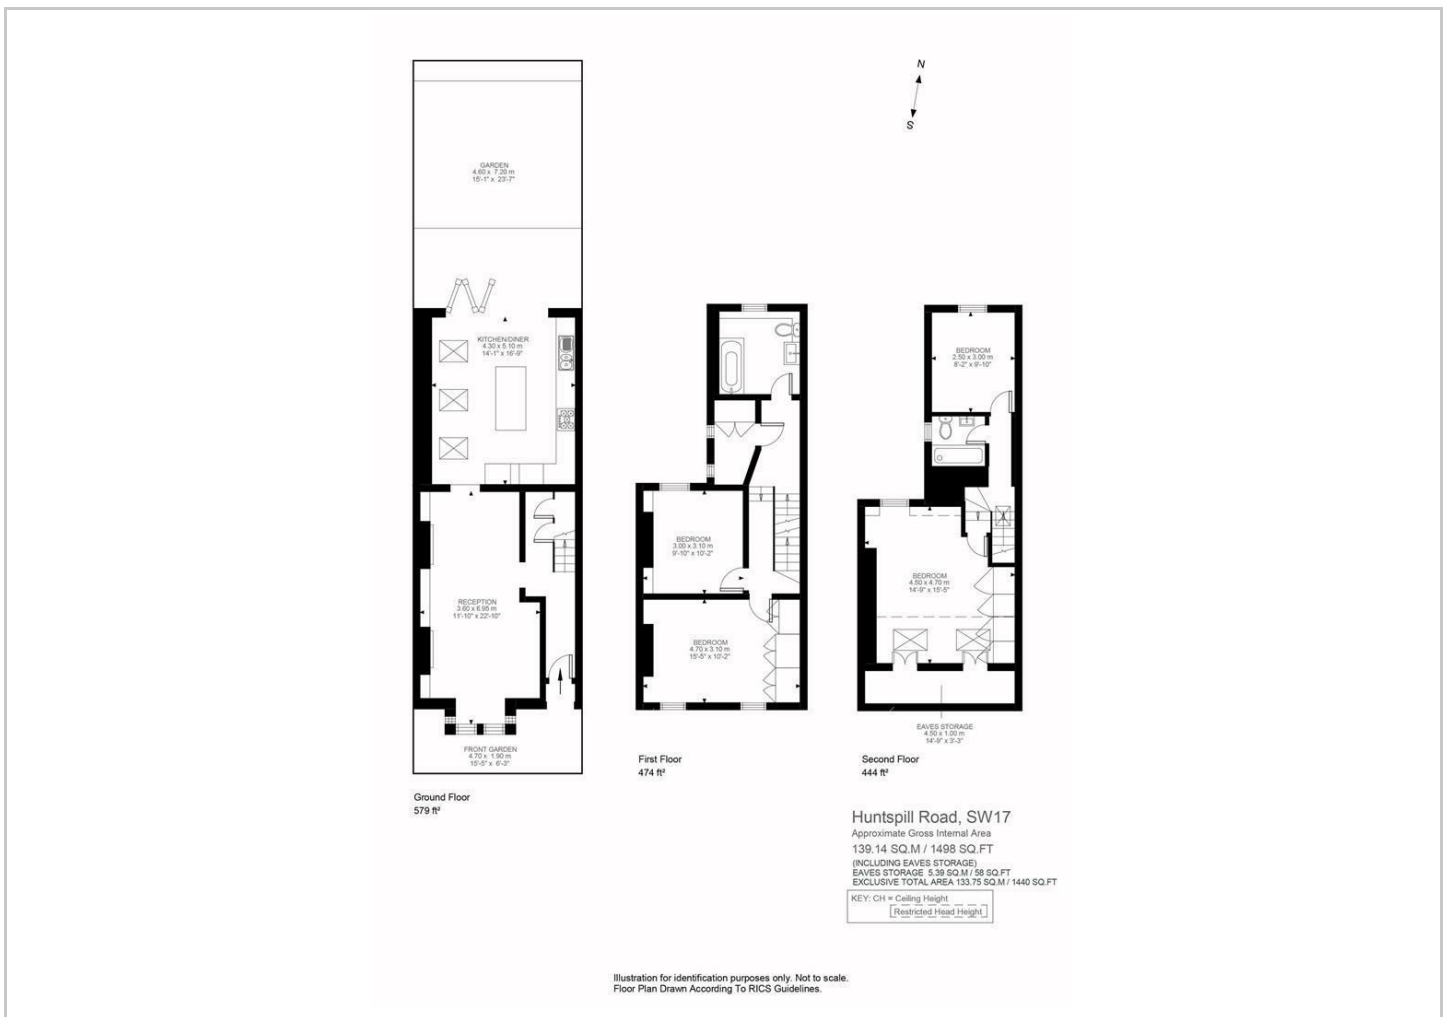 N
S
GARDEN
4.60 x 7.20 m
15'-1" x 23'-7"
KITCHEN/DINER
4.30 x 5.10 m
14'-1" x 16'-9"
RECEPTION
3.60 x 6.95 m
11'-10" x 22'-10"
FRONT GARDEN
4.70 x 1.90 m
15'-5" x 6'-3"
Ground Floor
579 ft²
BEDROOM
3.00 x 3.10 m
9'-10" x 10'-2"
BEDROOM
4.70 x 3.10 m
15'-5" x 10'-2"
First Floor
474 ft²
BEDROOM
2.50 x 3.00 m
8'-2" x 9'-10"
BEDROOM
4.50 x 4.70 m
14'-9" x 15'-5"
EAVES STORAGE
4.50 x 1.00 m
14'-9" x 3'-3"
Second Floor
444 ft²
Huntspill Road, SW17
Approximate Gross Internal Area
139.14 SQ.M / 1498 SQ.FT
(INCLUDING EAVES STORAGE)
EAVES STORAGE 5.39 SQ.M / 58 SQ.FT
EXCLUSIVE TOTAL AREA 133.75 SQ.M / 1440 SQ.FT
KEY: CH = Ceiling Height
Restricted Head Height
Illustration for identification purposes only. Not to scale.
Floor Plan Drawn According To RICS Guidelines.